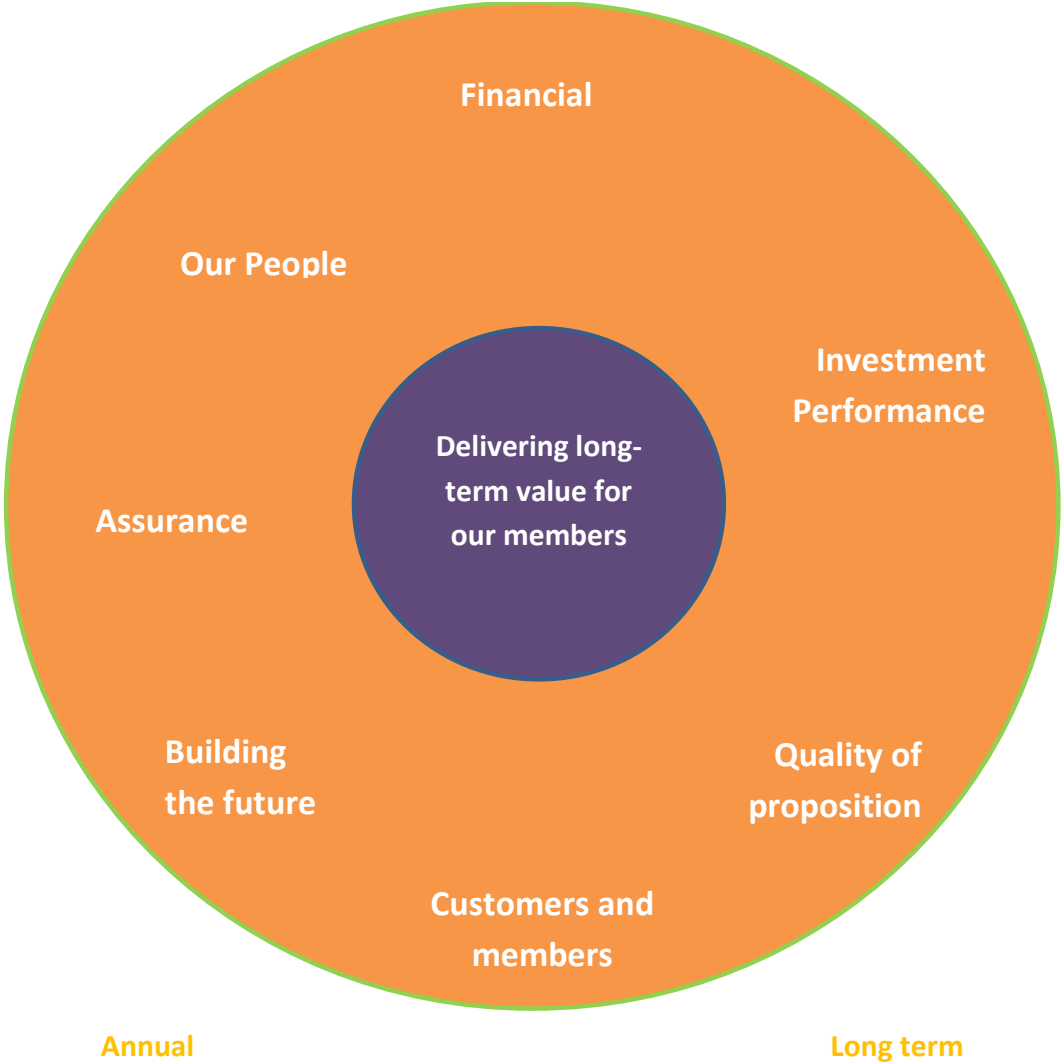 Financial
Our People
Investment
Performance
Delivering long-
term value for
our members
Assurance
Building
the future
Quality of
proposition
Customers and
members
Annual
Long term